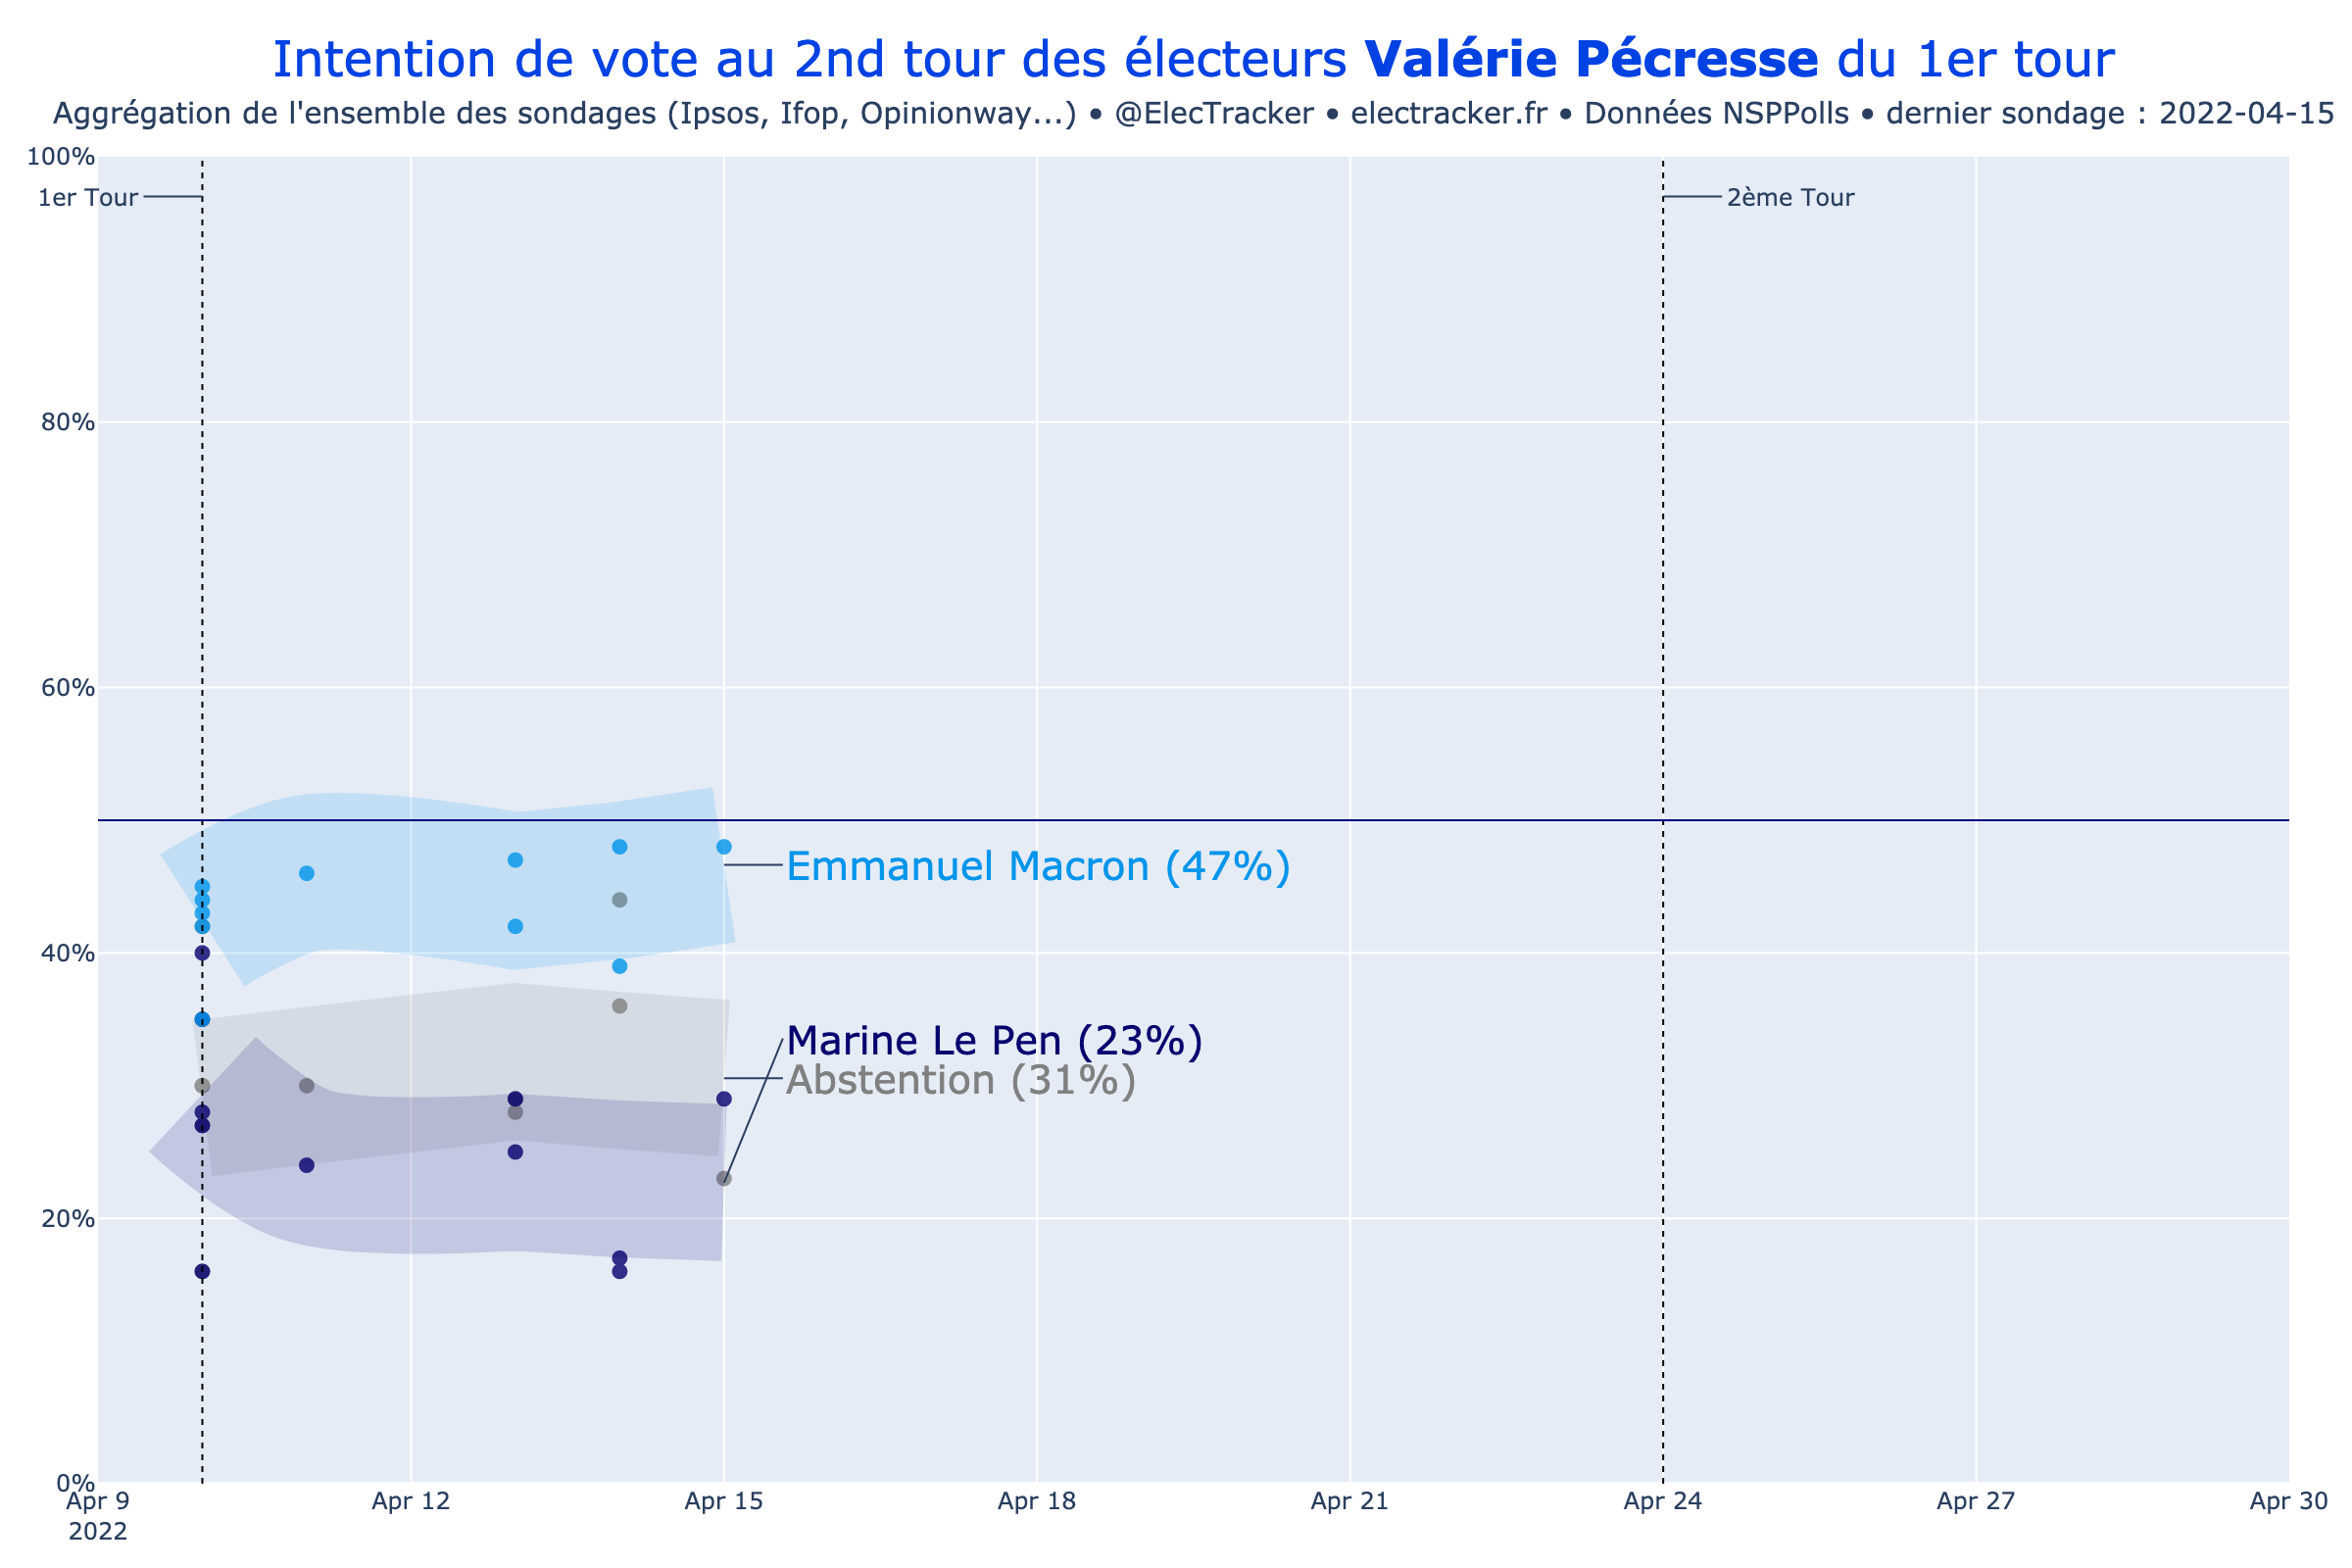 Intention de vote au 2nd tour des électeurs Valérie Pécresse du 1er tour
Aggrégation de l'ensemble des sondages (Ipsos, Ifop, Opinionway...) • @ElecTracker • electracker.fr • Données NSPPolls • dernier sondage : 2022-04-15
100%
1er Tour
2ème Tour
80%
60%
Emmanuel Macron (47%)
40%
Marine Le Pen (23%)
Abstention (31%)
20%
0%
Apr 9 Apr 12 Apr 15 Apr 18 Apr 21 Apr 24 Apr 27 Apr 30
2022